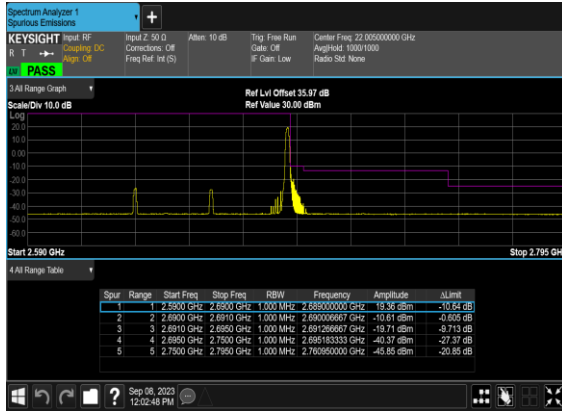 Spectrum Analyzer 1
Spurious Emissions
+
KEYSIGHT Input: RF Input Z: 50 Ω Atten: 10 dB Trig: Free Run Center Freq: 22.005000000 GHz
R T Coupling: DC Corrections: Off Gate: Off Avg|Hold: 1000/1000
Align: Off Freq Ref: Int (S) IF Gain: Low Radio Std: None
PASS
3 All Range Graph
Ref Lvl Offset 35.97 dB
Scale/Div 10.0 dB Ref Value 30.00 dBm
Log
20.0
10.0
0.00
-10.0
-20.0
-30.0
-40.0
-50.0
-60.0
Start 2.590 GHz Stop 2.795 GH
4 All Range Table
Spur Range Start Freq Stop Freq RBW Frequency Amplitude ΔLimit
1 1 2.5900 GHz 2.6900 GHz 1.000 MHz 2.689000000 GHz 19.36 dBm -10.64 dB
2 2 2.6900 GHz 2.6910 GHz 1.000 MHz 2.690006667 GHz -10.61 dBm -0.605 dB
3 3 2.6910 GHz 2.6950 GHz 1.000 MHz 2.691266667 GHz -19.71 dBm -9.713 dB
4 4 2.6950 GHz 2.7500 GHz 1.000 MHz 2.695183333 GHz -40.37 dBm -27.37 dB
5 5 2.7500 GHz 2.7950 GHz 1.000 MHz 2.760950000 GHz -45.85 dBm -20.85 dB
? Sep 08, 2023
12:02:48 PM